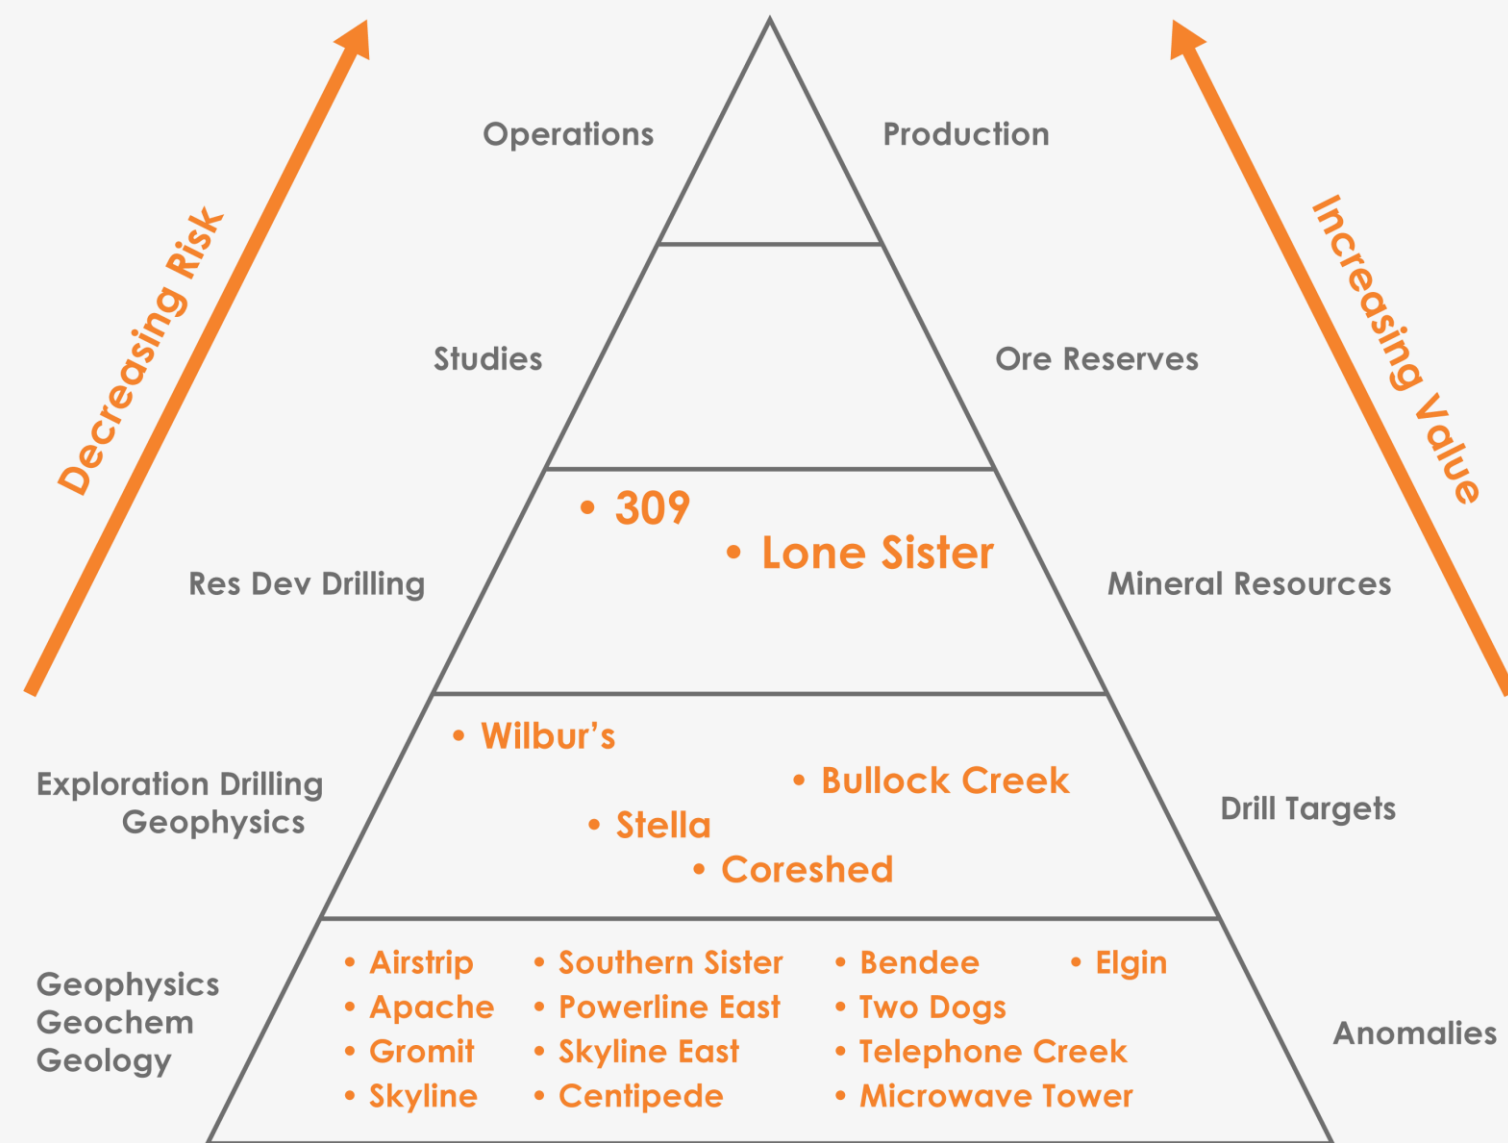 Operations
Production
Decreasing Risk
Increasing Value
Studies
Ore Reserves
• 309
• Lone Sister
Res Dev Drilling
Mineral Resources
• Wilbur’s
• Bullock Creek
Exploration Drilling
Geophysics
Drill Targets
• Stella
• Coreshed
Geophysics
Geochem
Geology
• Airstrip
• Apache
• Gromit
• Skyline
• Southern Sister
• Powerline East
• Skyline East
• Centipede
• Bendee
• Two Dogs
• Telephone Creek
• Microwave Tower
• Elgin
Anomalies